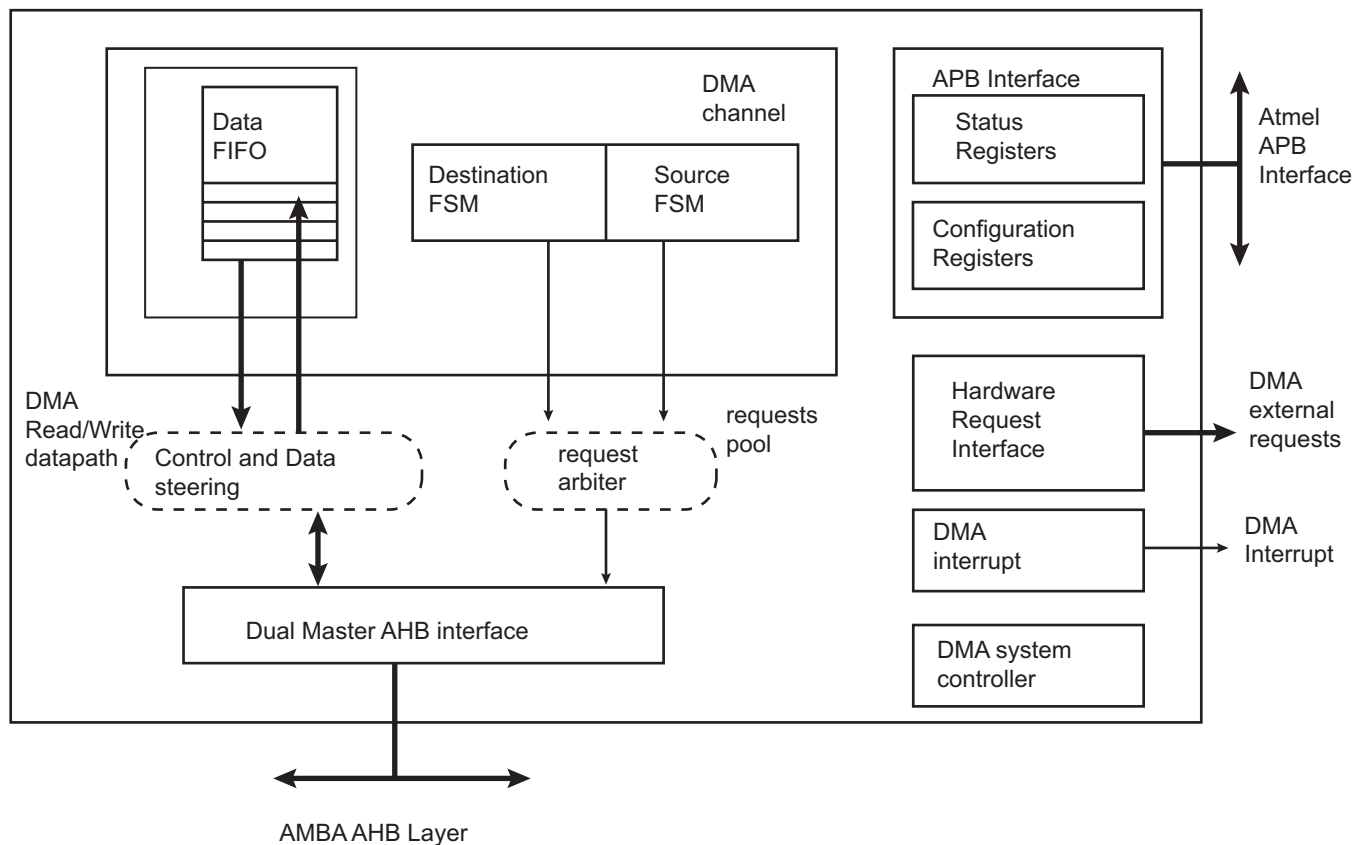 DMA
channel
Data
FIFO
Destination
FSM
Source
FSM
APB Interface
Status
Registers
Configuration
Registers
Atmel
APB
Interface
DMA
Read/Write
datapath
Control and Data
steering
request
arbiter
requests
pool
Hardware
Request
Interface
DMA
external
requests
DMA
interrupt
DMA
Interrupt
Dual Master AHB interface
DMA system
controller
AMBA AHB Layer